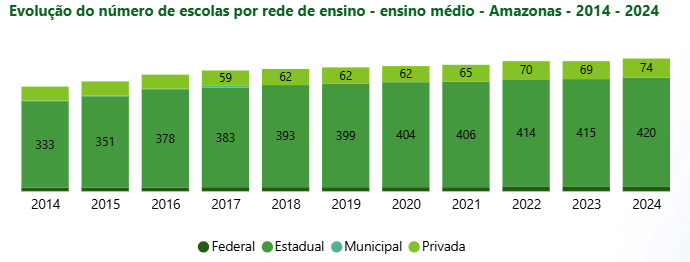 Evolução do número de escolas por rede de ensino - ensino médio - Amazonas - 2014 - 2024
59 62 62 62 65 70 69 74
333 351 378 383 393 399 404 406 414 415 420
2014 2015 2016 2017 2018 2019 2020 2021 2022 2023 2024
Federal Estadual Municipal Privada